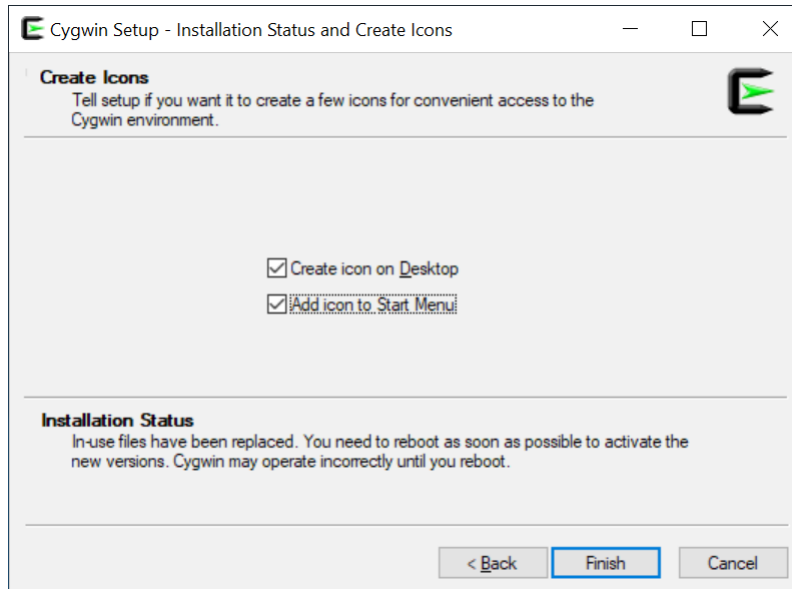 Cygwin Setup - Installation Status and Create Icons
Create Icons
Tell setup if you want it to create a few icons for convenient access to the
Cygwin environment.
Create icon on Desktop
Add icon to Start Menu
Installation Status
In-use files have been replaced. You need to reboot as soon as possible to activate the
new versions. Cygwin may operate incorrectly until you reboot.
< Back Finish Cancel